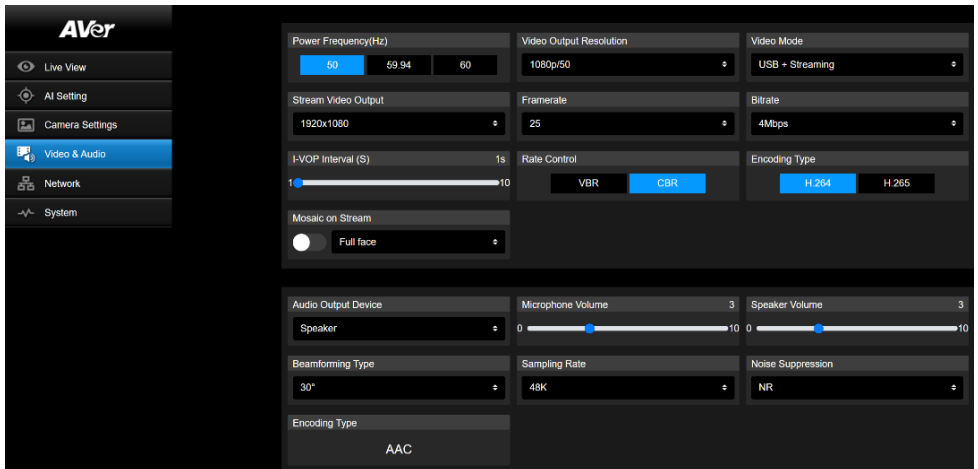 AVer
Live View
AI Setting
Camera Settings
Video & Audio
Network
System
Power Frequency(Hz)
50 59.94 60
Video Output Resolution
1080p/50
Video Mode
USB + Streaming
Stream Video Output
1920x1080
Framerate
25
Bitrate
4Mbps
I-VOP Interval (S) 1s
1 10
Rate Control
VBR CBR
Encoding Type
H.264 H.265
Mosaic on Stream
Full face
Audio Output Device
Speaker
Microphone Volume 3
0 10
Speaker Volume 3
0 10
Beamforming Type
30°
Sampling Rate
48K
Noise Suppression
NR
Encoding Type
AAC